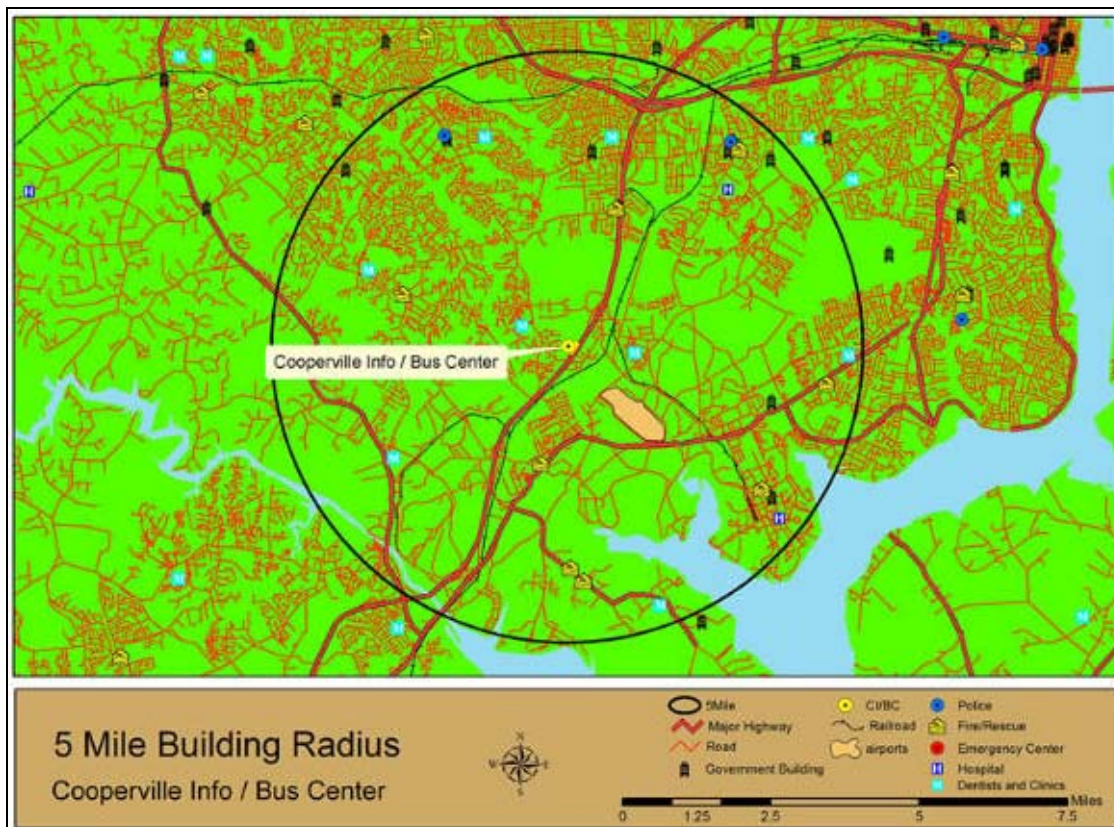 Cooperville Info / Bus Center
5 Mile Building Radius
Cooperville Info / Bus Center
N
W
E
S
5Mile
Major Highway
Road
Government Building
CI/BC
Railroad
airports
Police
Fire/Rescue
Emergency Center
Hospital
Dentists and Clinics
Miles
0 1.25 2.5 5 7.5